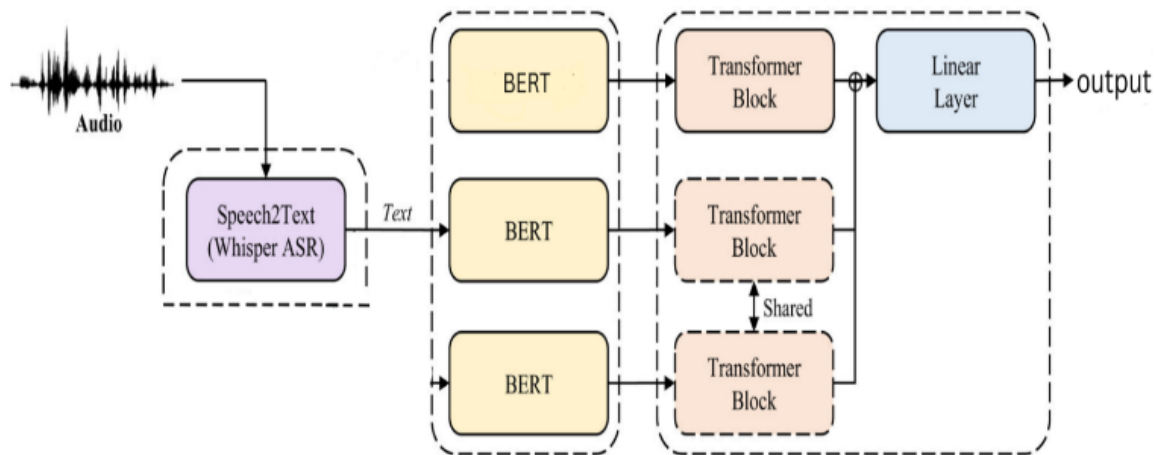 Audio
Speech2Text
(Whisper ASR)
Text
BERT
BERT
BERT
Transformer
Block
Transformer
Block
Shared
Transformer
Block
Linear
Layer
output